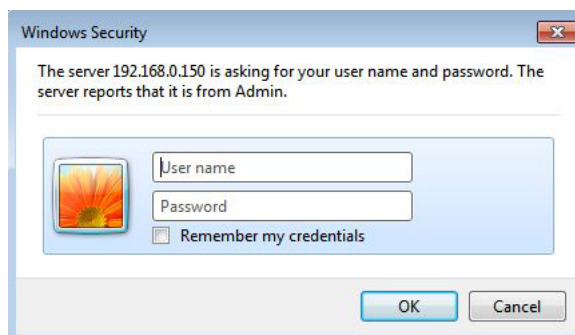 Windows Security
The server 192.168.0.150 is asking for your user name and password. The
server reports that it is from Admin.
User name
Password
Remember my credentials
OK
Cancel